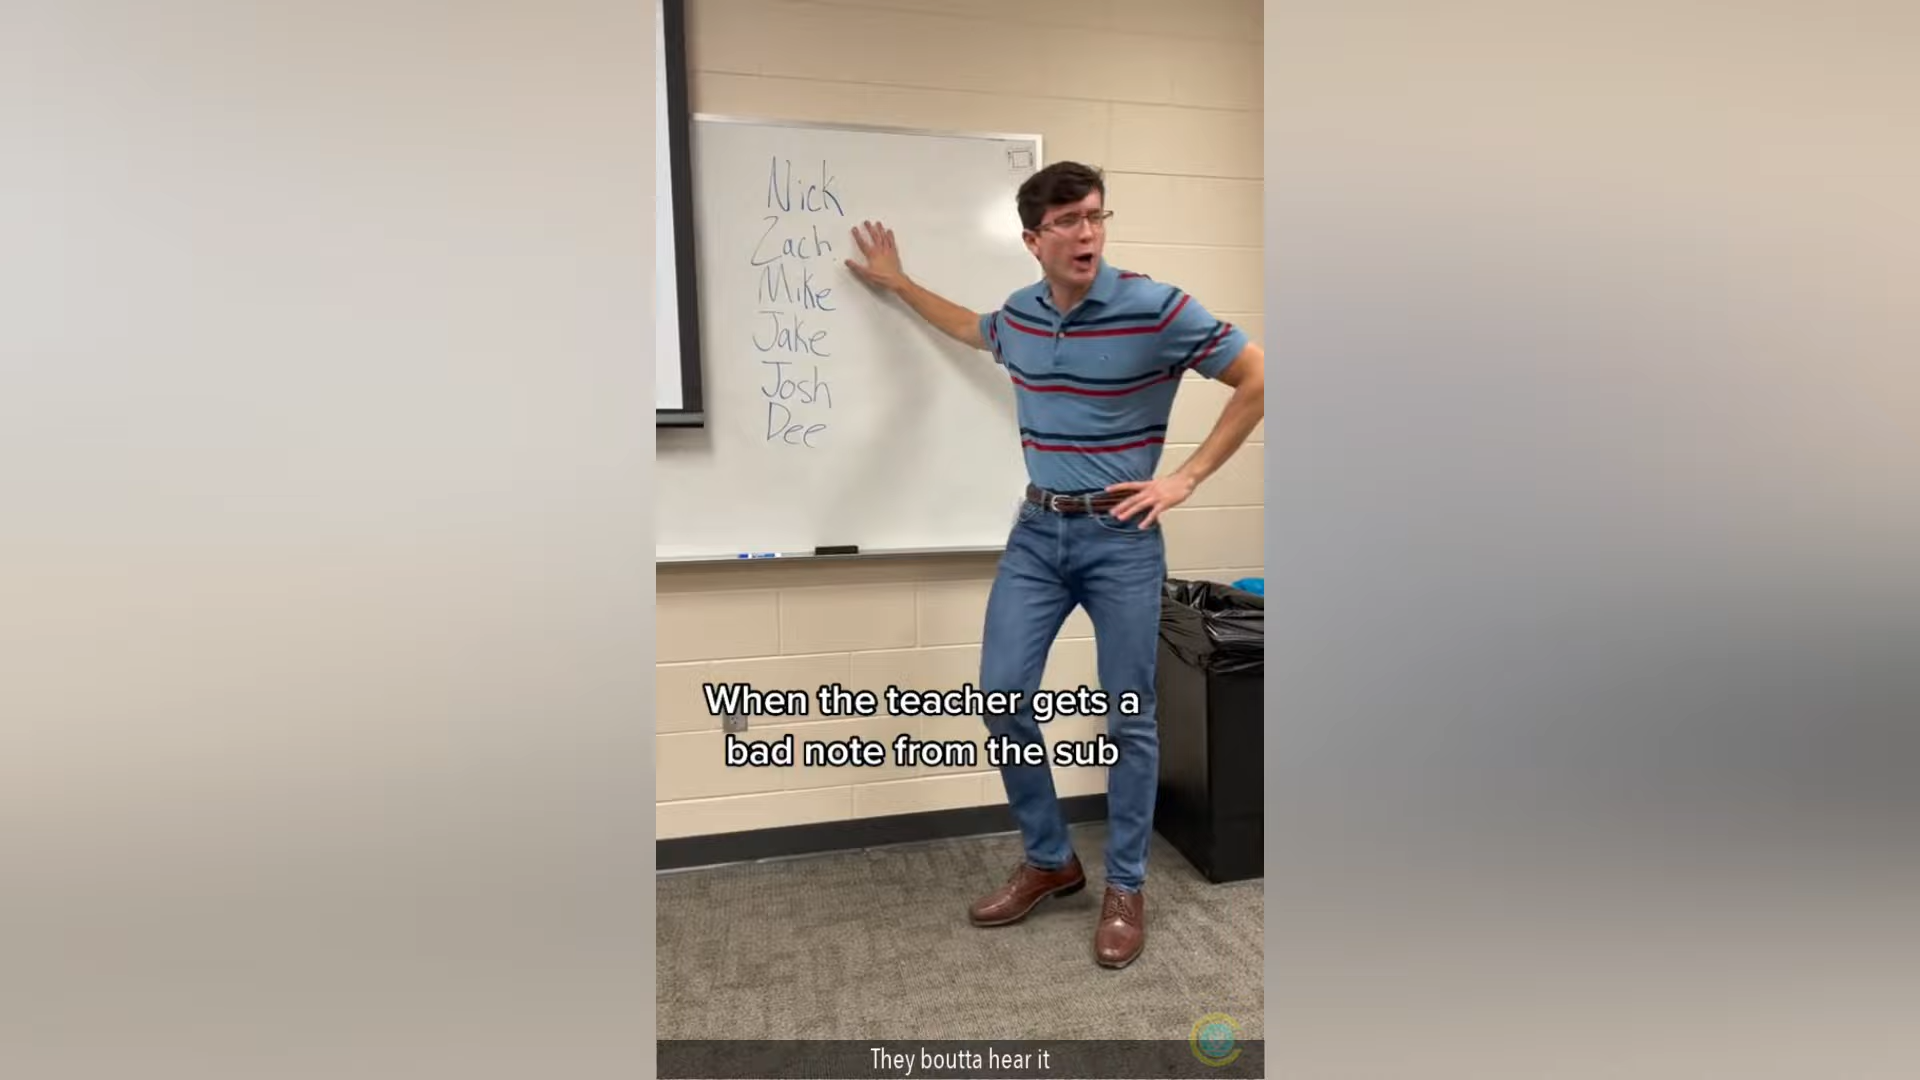 Nick
Zach
Mike
Jake
Josh
Dee
When the teacher gets a
bad note from the sub
They boutta hear it